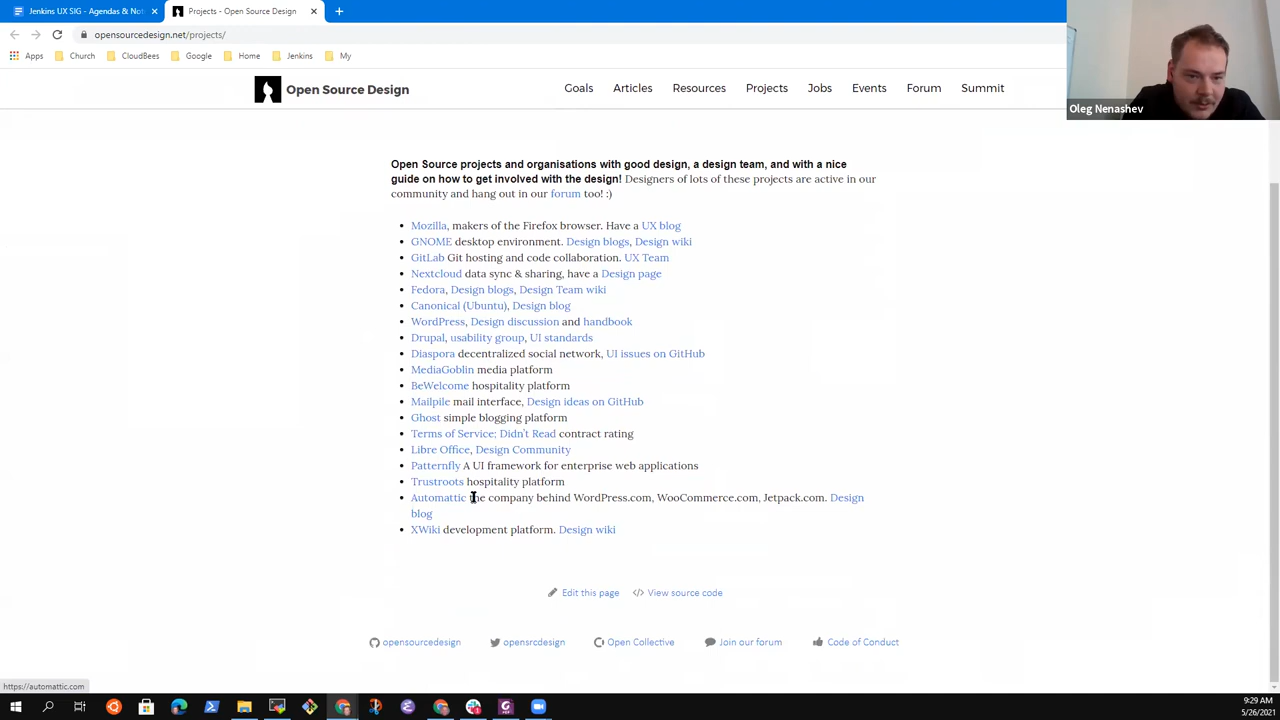 Jenkins UX SIG - Agendas & Not
Projects - Open Source Design
opensourcedesign.net/projects/
Apps Church CloudBees Google Home Jenkins My
Open Source Design
Goals Articles Resources Projects Jobs Events Forum Summit
Oleg Nenashev
Open Source projects and organisations with good design, a design team, and with a nice
guide on how to get involved with the design! Designers of lots of these projects are active in our
community and hang out in our forum too! :)
Mozilla, makers of the Firefox browser. Have a UX blog
GNOME desktop environment. Design blogs, Design wiki
GitLab Git hosting and code collaboration. UX Team
Nextcloud data sync & sharing, have a Design page
Fedora, Design blogs, Design Team wiki
Canonical (Ubuntu), Design blog
WordPress, Design discussion and handbook
Drupal, usability group, UI standards
Diaspora decentralized social network, UI issues on GitHub
MediaGoblin media platform
BeWelcome hospitality platform
Mailpile mail interface, Design ideas on GitHub
Ghost simple blogging platform
Terms of Service; Didn't Read contract rating
Libre Office, Design Community
Patternfly A UI framework for enterprise web applications
Trustroots hospitality platform
Automattic the company behind WordPress.com, WooCommerce.com, Jetpack.com. Design
blog
XWiki development platform. Design wiki
Edit this page View source code
opensourcedesign opensrcdesign Open Collective Join our forum Code of Conduct
https://automattic.com
9:29 AM
5/26/2021